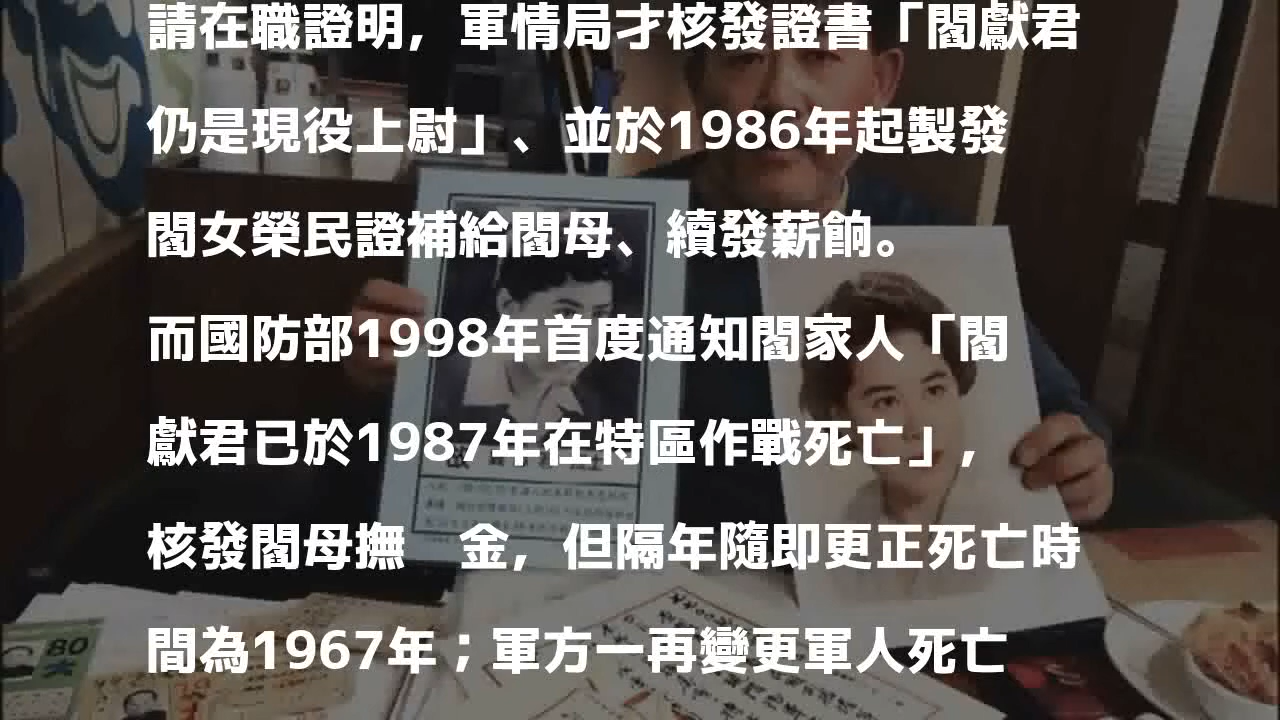 請在職證明，軍情局才核發證書「閻獻君
仍是現役上尉」、並於1986年起製發
閻女榮民證補給閻母、續發薪餉。
而國防部1998年首度通知閻家人「閻
獻君已於1987年在特區作戰死亡」，
核發閻母撫　金，但隔年隨即更正死亡時
間為1967年；軍方一再變更軍人死亡
80